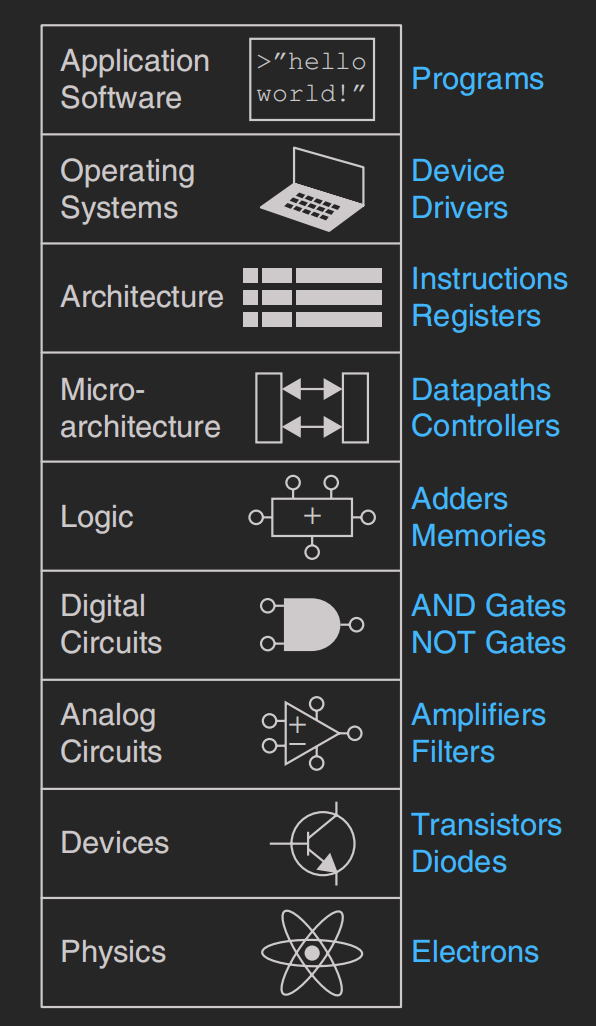 Application
Software
>”hello
world!”
Programs
Operating
Systems
Device
Drivers
Architecture
Instructions
Registers
Micro-
architecture
Datapaths
Controllers
Logic
+
Adders
Memories
Digital
Circuits
AND Gates
NOT Gates
Analog
Circuits
+
−
Amplifiers
Filters
Devices
Transistors
Diodes
Physics
Electrons